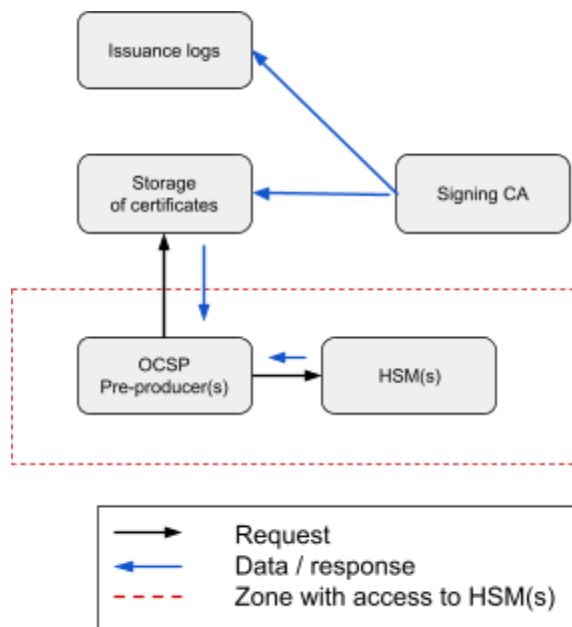 Issuance logs
Storage
of certificates
Signing CA
OCSP
Pre-producer(s)
HSM(s)
Request
Data / response
Zone with access to HSM(s)